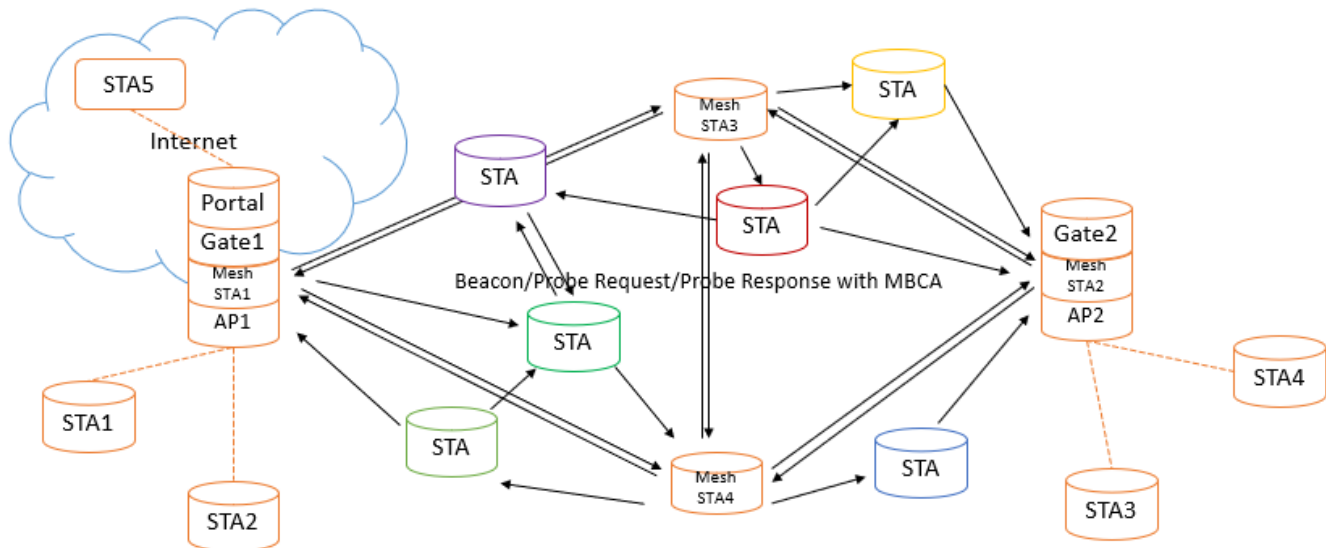 STA5
Internet
Portal
Gate1
Mesh
STA1
AP1
STA1
STA2
STA
STA
STA
Mesh
STA3
STA
STA
Beacon/Probe Request/Probe Response with MBCA
Mesh
STA4
STA
Gate2
Mesh
STA2
AP2
STA4
STA3